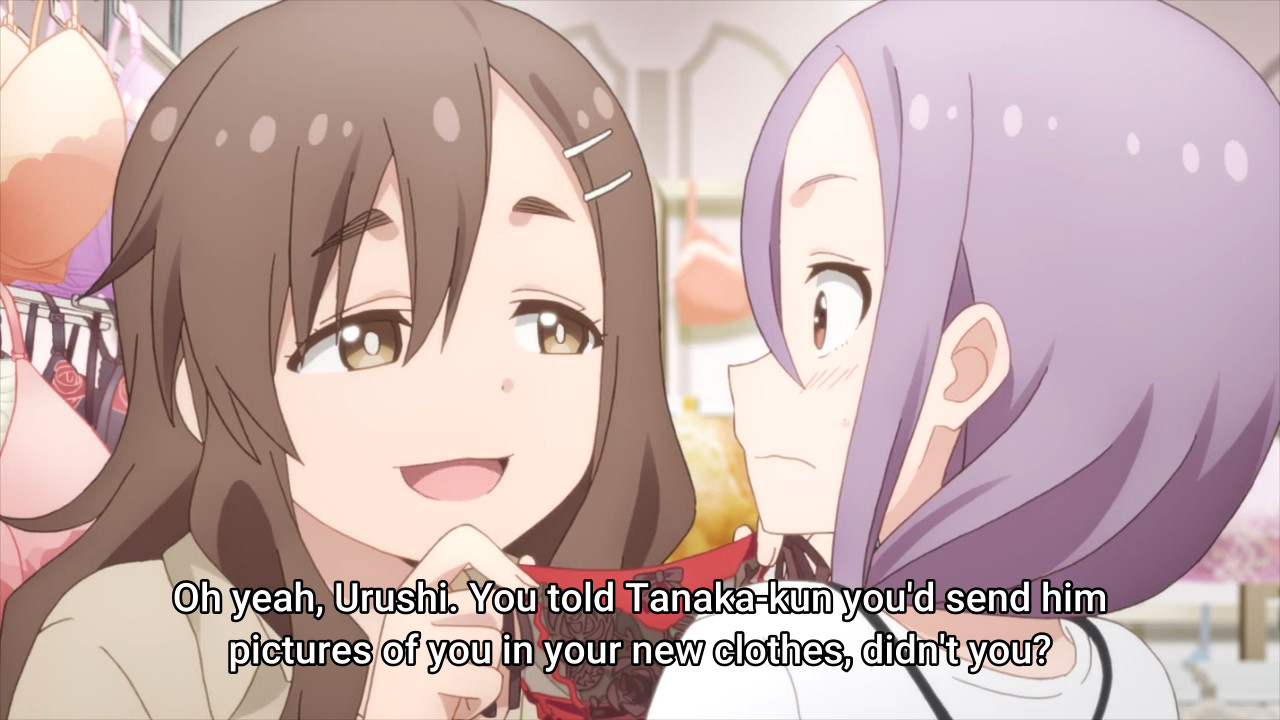 Oh yeah, Urushi. You told Tanaka-kun you'd send him
pictures of you in your new clothes, didn't you?